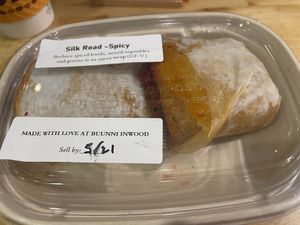 Silk Road -Spicy
Berbere spiced lentils, mixed vegetables
and greens in an injera wrap (GF-V)
MADE WITH LOVE AT BUUNNI INWOOD
Sell by: 5/21